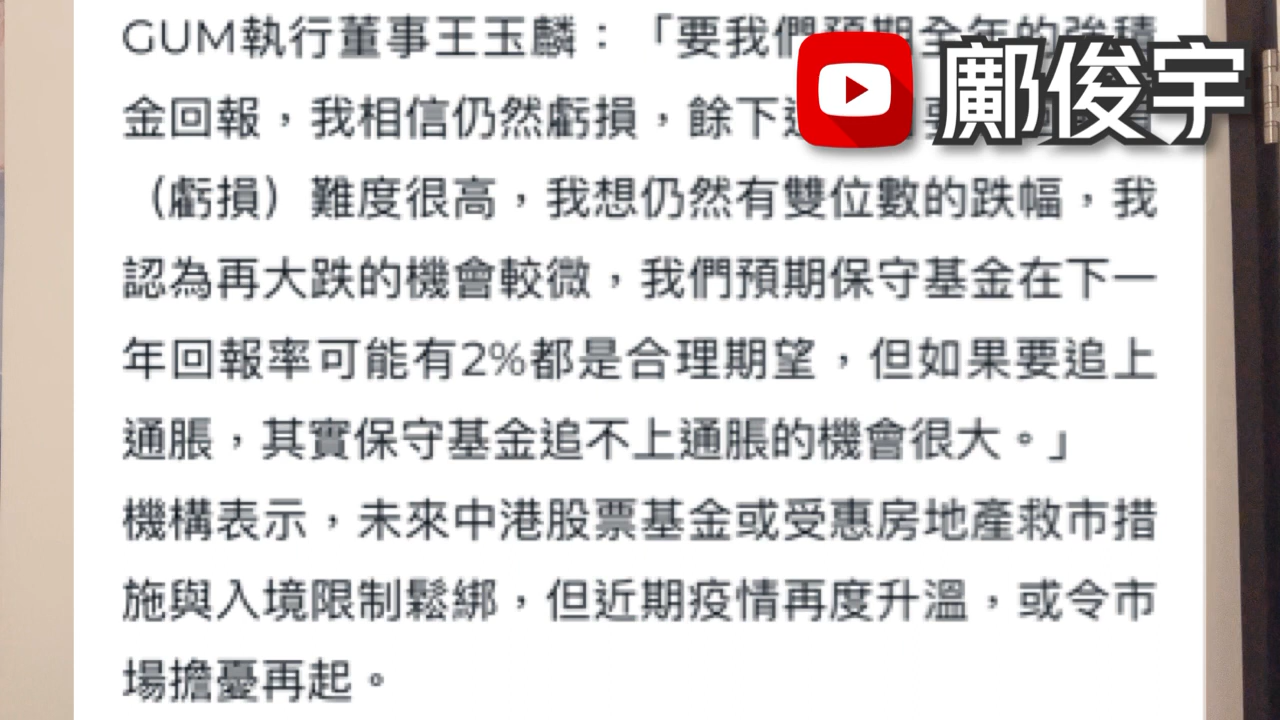 GUM執行董事王玉麟：「要我們預期全年的強積
鄺俊宇
金回報，我相信仍然虧損，餘下
（虧損）難度很高，我想仍然有雙位數的跌幅，我
認為再大跌的機會較微，我們預期保守基金在下一
年回報率可能有2%都是合理期望，但如果要追上
通脹，其實保守基金追不上通脹的機會很大。」
機構表示，未來中港股票基金或受惠房地產救市措
施與入境限制鬆綁，但近期疫情再度升溫，或令市
場擔憂再起。